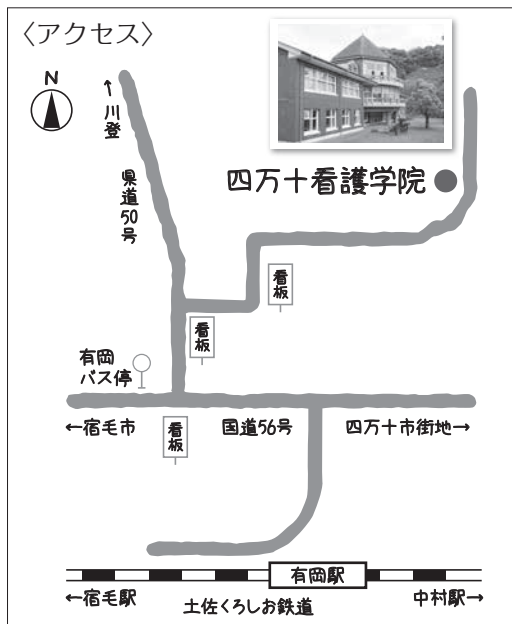 〈アクセス〉
N
↑
川登
県道50号
四万十看護学院
看板
看板
有岡
バス停
←宿毛市
看板
国道56号
四万十市街地→
有岡駅
←宿毛駅
土佐くろしお鉄道
中村駅→